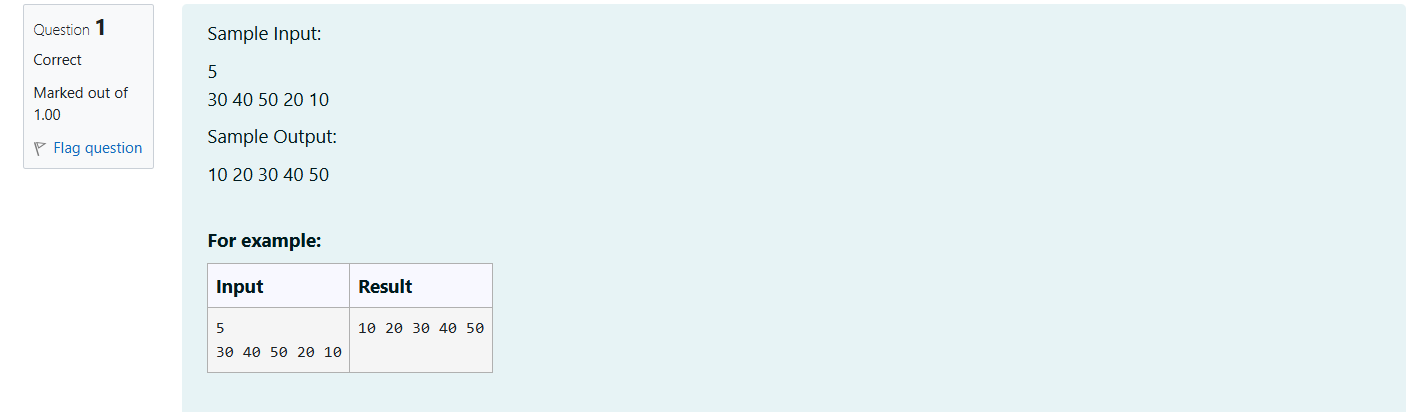 Question 1
Correct
Marked out of
1.00
Flag question
Sample Input:
5
30 40 50 20 10
Sample Output:
10 20 30 40 50
For example:
Input Result
5 10 20 30 40 50
30 40 50 20 10